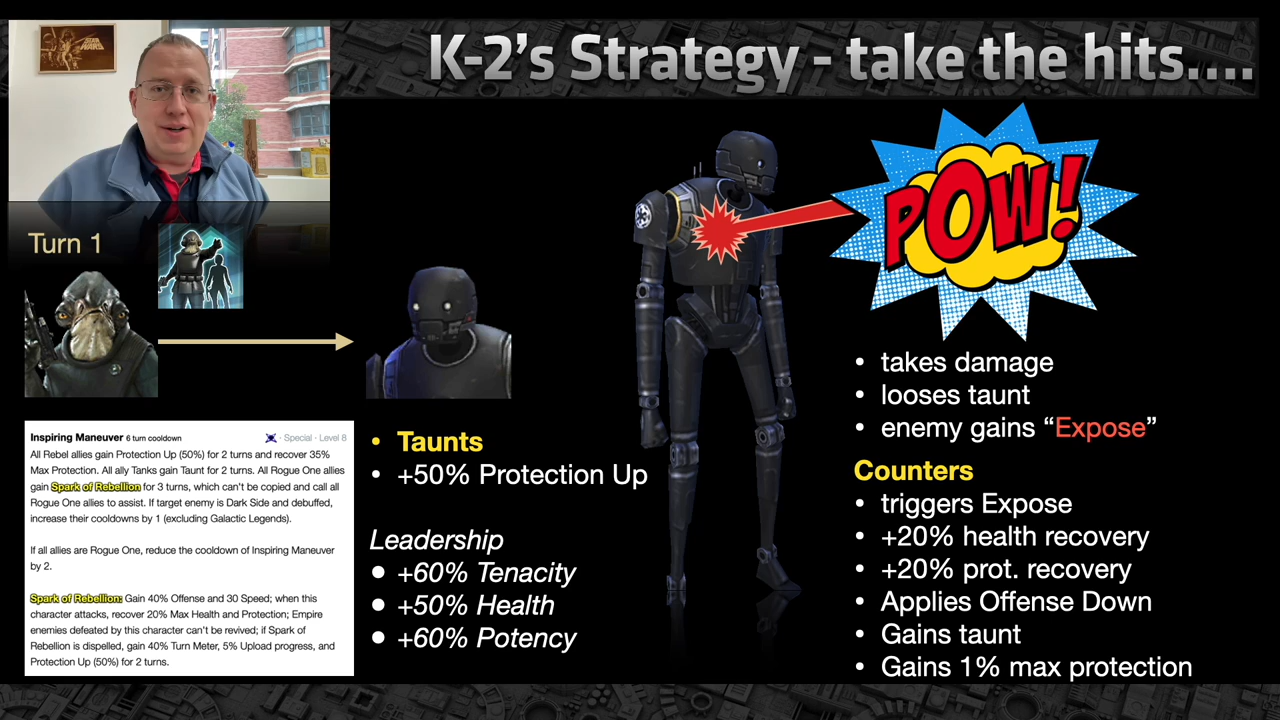 STAR WARS
K-2’s Strategy - take the hits....
POW!
Turn 1
Inspiring Maneuver 6 turn cooldown
Special · Level 8
All Rebel allies gain Protection Up (50%) for 2 turns and recover 35%
Max Protection. All ally Tanks gain Taunt for 2 turns. All Rogue One allies
gain Spark of Rebellion for 3 turns, which can't be copied and call all
Rogue One allies to assist. If target enemy is Dark Side and debuffed,
increase their cooldowns by 1 (excluding Galactic Legends).
If all allies are Rogue One, reduce the cooldown of Inspiring Maneuver
by 2.
Spark of Rebellion: Gain 40% Offense and 30 Speed; when this
character attacks, recover 20% Max Health and Protection; Empire
enemies defeated by this character can't be revived; if Spark of
Rebellion is dispelled, gain 40% Turn Meter, 5% Upload progress, and
Protection Up (50%) for 2 turns.
• Taunts
• +50% Protection Up
Leadership
• +60% Tenacity
• +50% Health
• +60% Potency
• takes damage
• looses taunt
• enemy gains “Expose”
Counters
• triggers Expose
• +20% health recovery
• +20% prot. recovery
• Applies Offense Down
• Gains taunt
• Gains 1% max protection